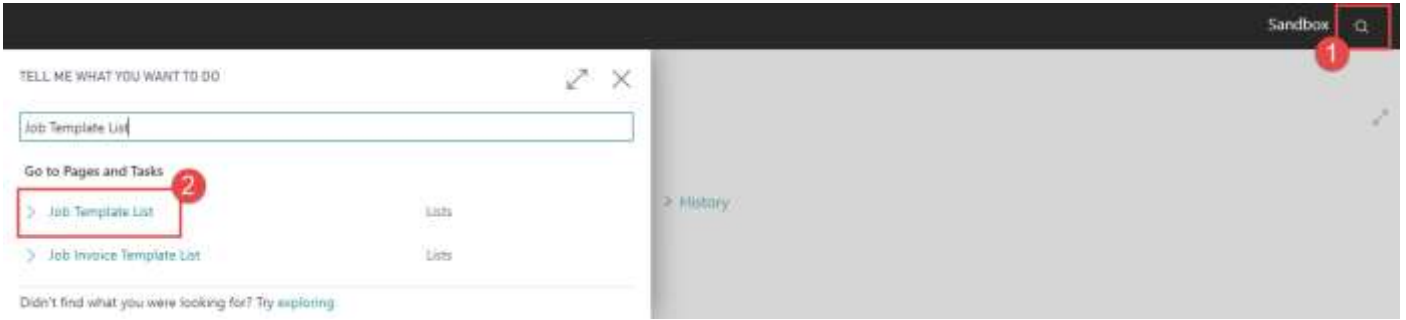 Sandbox
1
TELL ME WHAT YOU WANT TO DO
Job Template List
Go to Pages and Tasks
2
Job Template List Lists
> History
Job Invoice Template List Lists
Didn't find what you were looking for? Try exploring